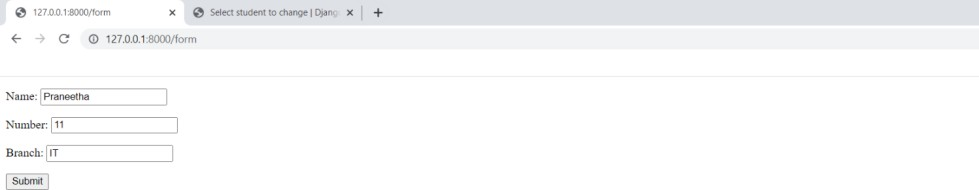 127.0.0.1:8000/form
Select student to change | Djang
127.0.0.1:8000/form
Name: Praneetha
Number: 11
Branch: IT
Submit